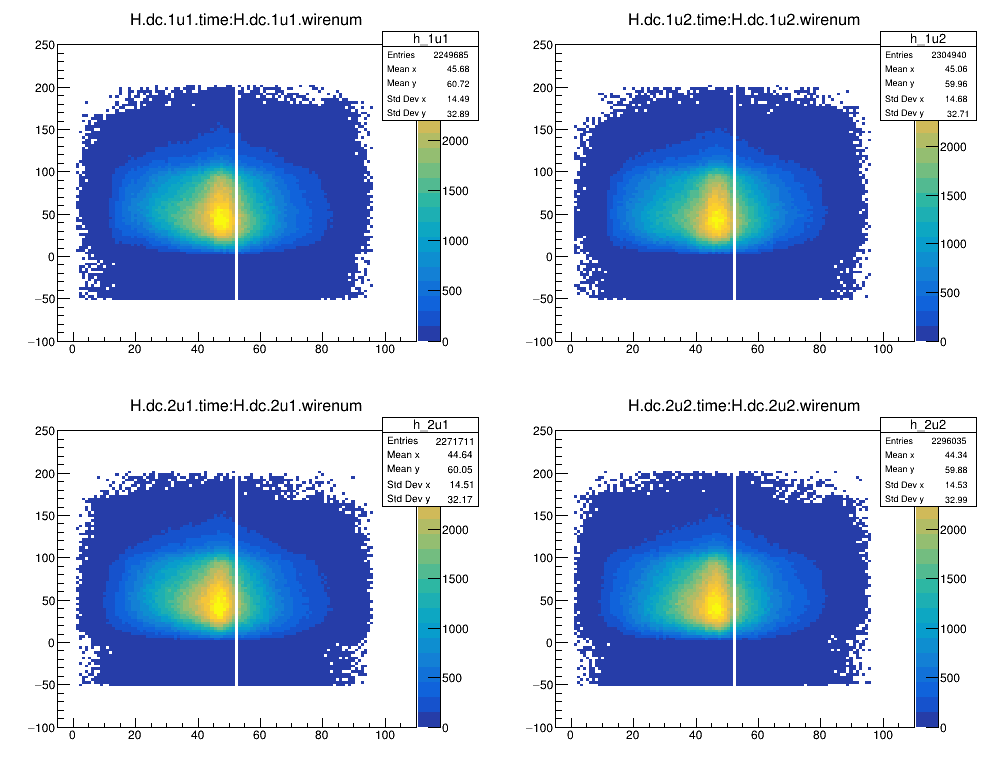 H.dc.1u1.time:H.dc.1u1.wirenum
h_1u1
Entries 2249685
Mean x 45.68
Mean y 60.72
Std Dev x 14.49
Std Dev y 32.89
250
200
150
100
50
0
−50
−100
0 20 40 60 80 100
2000
1500
1000
500
0
H.dc.1u2.time:H.dc.1u2.wirenum
h_1u2
Entries 2304940
Mean x 45.06
Mean y 59.96
Std Dev x 14.68
Std Dev y 32.71
250
200
150
100
50
0
−50
−100
0 20 40 60 80 100
2000
1500
1000
500
0
H.dc.2u1.time:H.dc.2u1.wirenum
h_2u1
Entries 2271711
Mean x 44.64
Mean y 60.05
Std Dev x 14.51
Std Dev y 32.17
250
200
150
100
50
0
−50
−100
0 20 40 60 80 100
2000
1500
1000
500
0
H.dc.2u2.time:H.dc.2u2.wirenum
h_2u2
Entries 2296035
Mean x 44.34
Mean y 59.88
Std Dev x 14.53
Std Dev y 32.99
250
200
150
100
50
0
−50
−100
0 20 40 60 80 100
2000
1500
1000
500
0